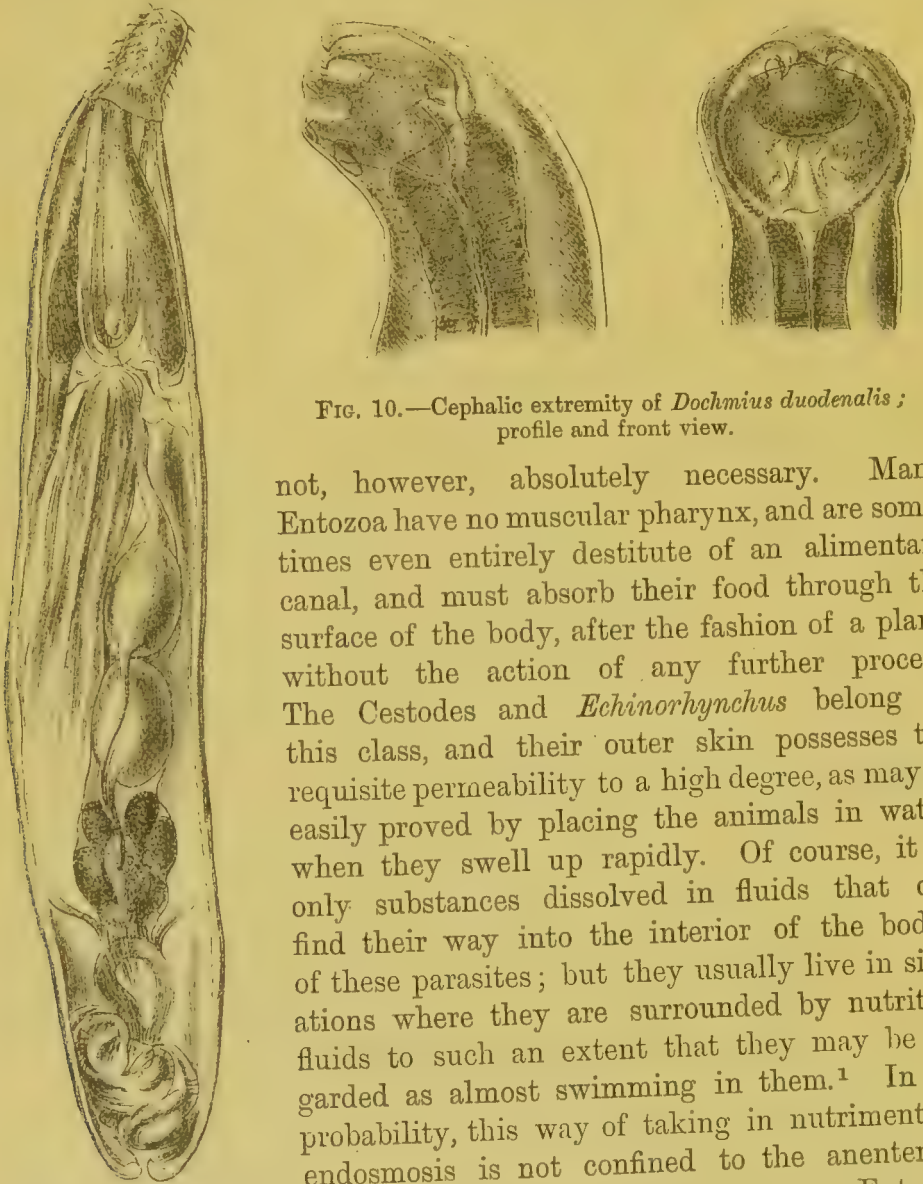 FIG. 10.—Cephalic extremity of Dochmius duodenalis;
profile and front view.
not, however, absolutely necessary. Man
Entozoa have no muscular pharynx, and are som
times even entirely destitute of an alimenta
canal, and must absorb their food through t
surface of the body, after the fashion of a plan
without the action of any further proce
The Cestodes and Echinorhynchus belong
this class, and their outer skin possesses t
requisite permeability to a high degree, as may
easily proved by placing the animals in wat
when they swell up rapidly. Of course, it
only substances dissolved in fluids that c
find their way into the interior of the bod
of these parasites; but they usually live in si
ations where they are surrounded by nutrit
fluids to such an extent that they may be
garded as almost swimming in them.¹ In
probability, this way of taking in nutriment
endosmosis is not confined to the anenter